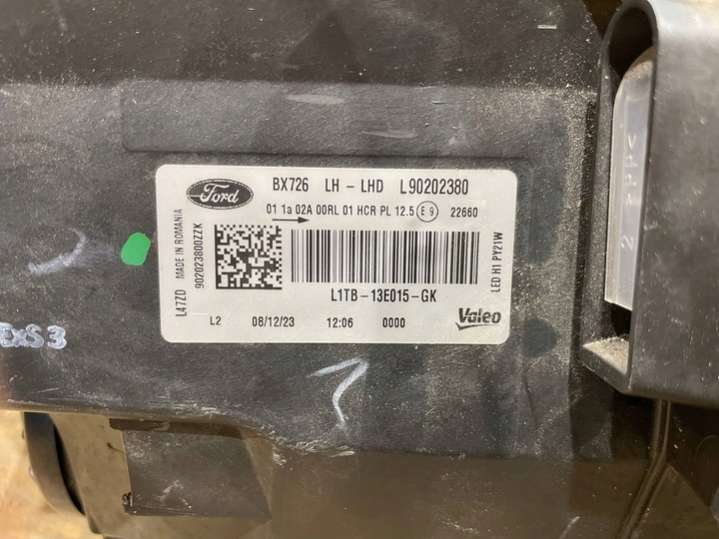 Ford
BX726 LH - LHD L90202380
01 1a 02A 00RL 01 HCR PL 12.5 E9 22660
L47ZD MADE IN ROMANIA
902023800ZZK
LED H1 PY21W
L1TB-13E015-GK
L2 08/12/23 12:06 0000 Valeo